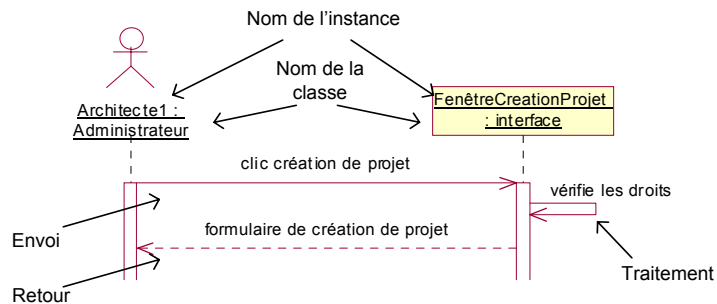 Nom de l'instance
Nom de la
classe
Architecte1 :
Administrateur
FenêtreCreationProjet
: interface
clic création de projet
vérifie les droits
Envoi
formulaire de création de projet
Traitement
Retour